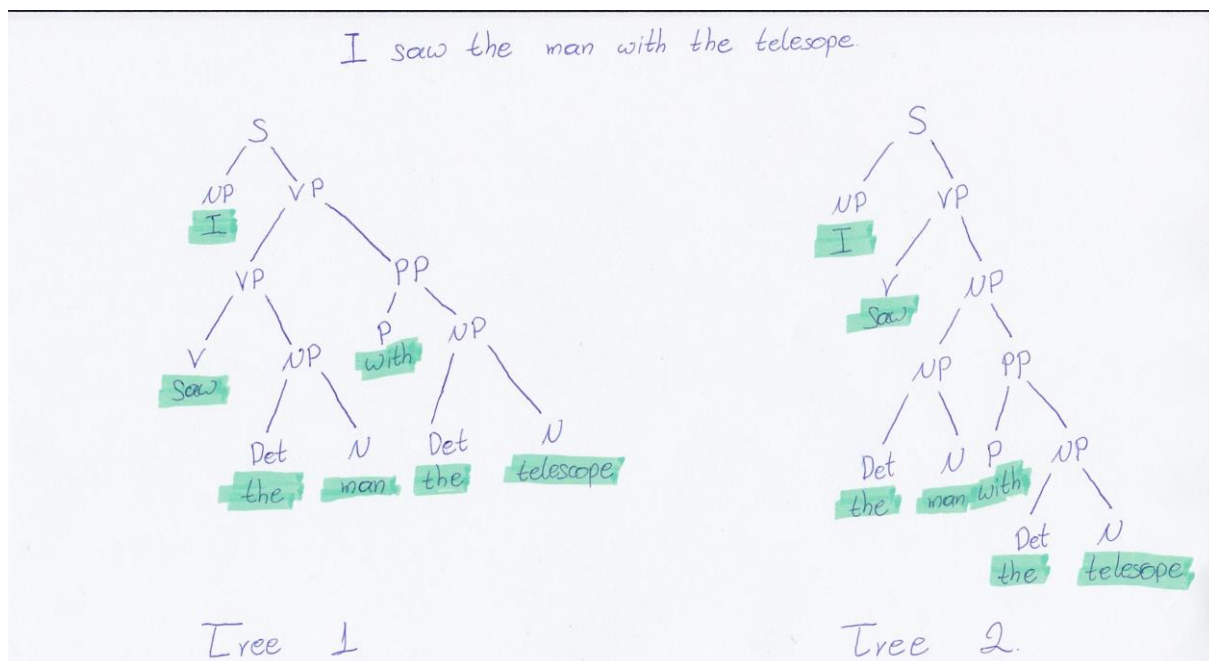 I saw the man with the telesope.
S
S
NP VP
I
NP VP
I
VP PP
V NP
Saw
P NP
with
V NP
Saw
NP PP
Det N
the man
Det N
the telescope
Det N P NP
the man with
Det N
the telesope
Tree 1
Tree 2.